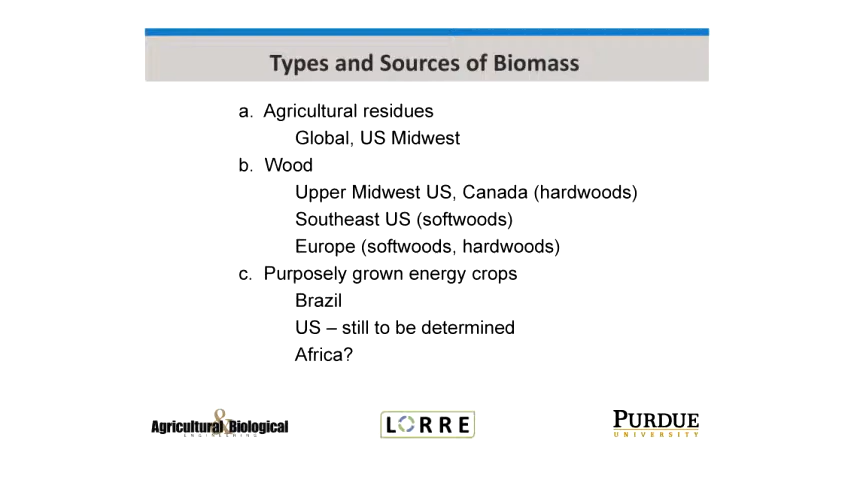 Types and Sources of Biomass
a. Agricultural residues
Global, US Midwest
b. Wood
Upper Midwest US, Canada (hardwoods)
Southeast US (softwoods)
Europe (softwoods, hardwoods)
c. Purposely grown energy crops
Brazil
US – still to be determined
Africa?
Agricultural & Biological
ENGINEERING
LORRE
PURDUE
UNIVERSITY